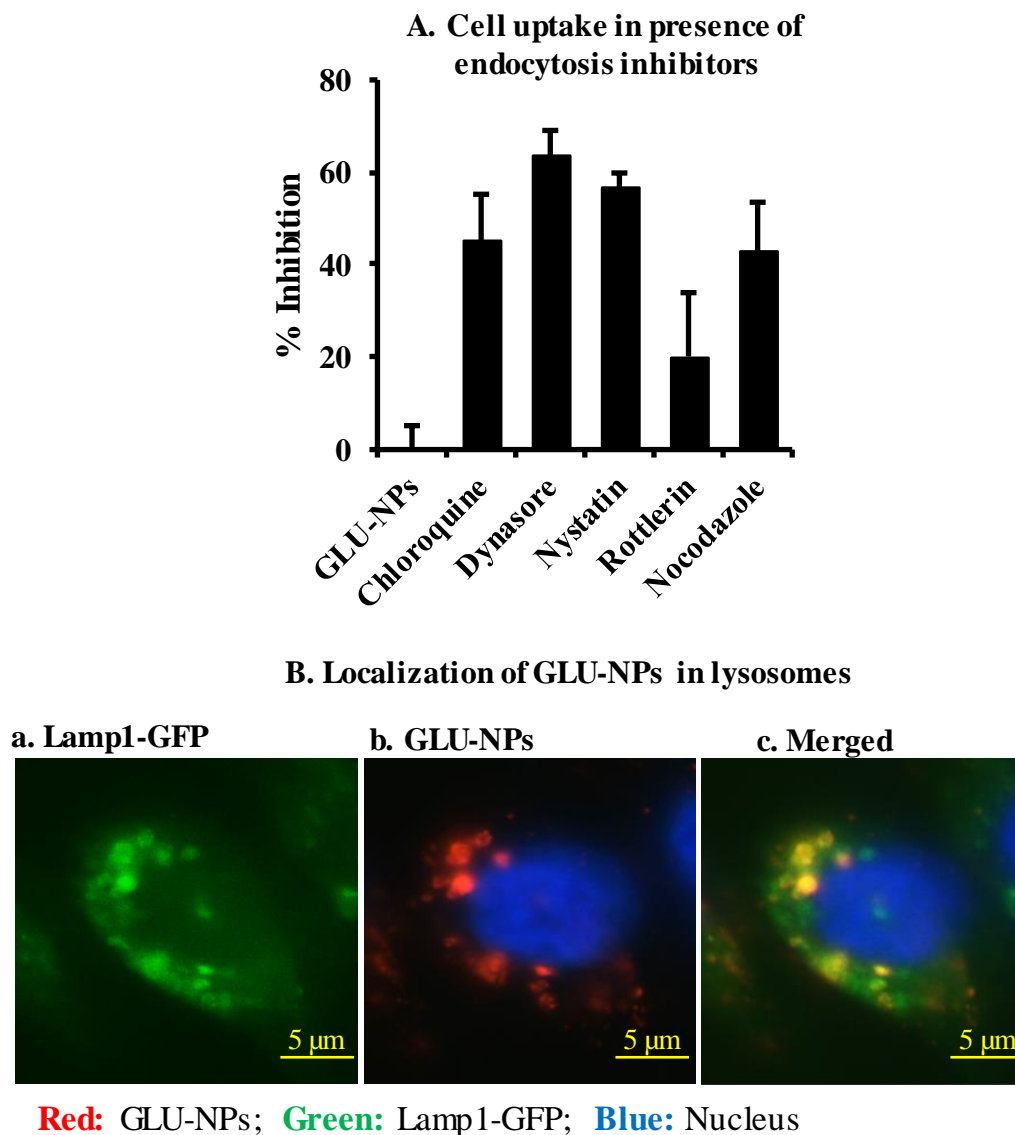 A. Cell uptake in presence of
endocytosis inhibitors
80
60
40
20
0
% Inhibition
GLU-NPs
Chloroquine
Dynasore
Nystatin
Rottlerin
Nocodazole
B. Localization of GLU-NPs in lysosomes
a. Lamp1-GFP
b. GLU-NPs
c. Merged
5 µm
5 µm
5 µm
Red: GLU-NPs; Green: Lamp1-GFP; Blue: Nucleus